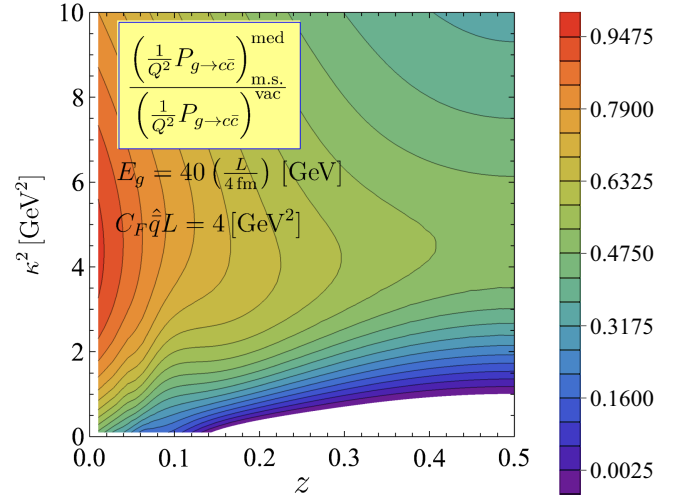 (1/Q² P_{g→cc̄})^{med}
(1/Q² P_{g→cc̄})^{m.s. vac}
E_g = 40 (L/4 fm) [GeV]
C_F \hat{\bar{q}} L = 4 [GeV²]
κ² [GeV²]
10
8
6
4
2
0
0.0 0.1 0.2 0.3 0.4 0.5
z
0.9475
0.7900
0.6325
0.4750
0.3175
0.1600
0.0025